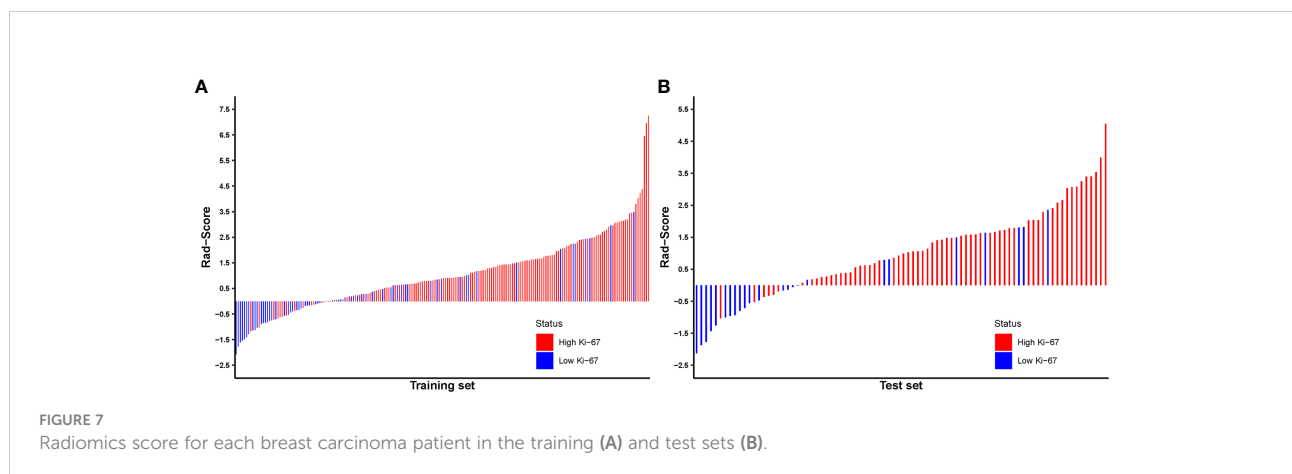 A
7.5
6.5
5.5
4.5
3.5
2.5
1.5
0.5
−0.5
−1.5
−2.5
Rad−Score
Status
High Ki−67
Low Ki−67
Training set
B
5.5
4.5
3.5
2.5
1.5
0.5
−0.5
−1.5
−2.5
Rad−Score
Status
High Ki−67
Low Ki−67
Test set
FIGURE 7
Radiomics score for each breast carcinoma patient in the training (A) and test sets (B).